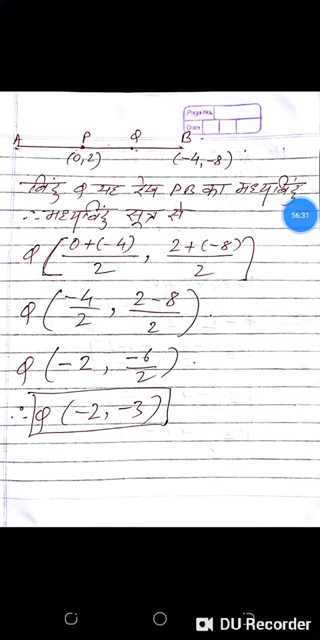 Page No.
Date
A P Q B
(0,2) (-4,-8)
बिंदु Q यह रेख PB का मध्यबिंदु
∴ मध्यबिंदु सूत्र से
Q [ 0+(-4)/2 , 2+(-8)/2 ]
56:31
Q ( -4/2 , 2-8/2 ).
Q ( -2, -6/2 ).
∴ Q (-2, -3)
DU Recorder